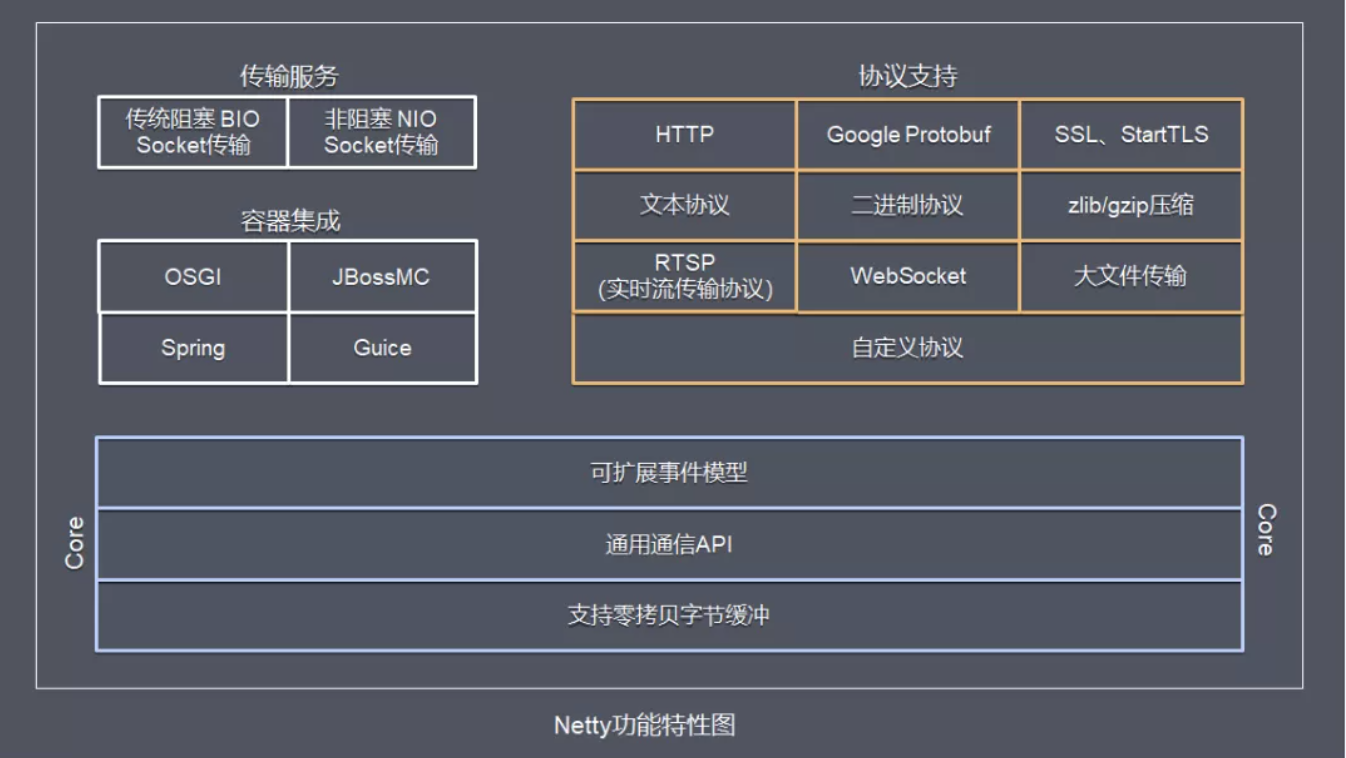 传输服务
传统阻塞 BIO
Socket传输
非阻塞 NIO
Socket传输
容器集成
OSGI
JBossMC
Spring
Guice
协议支持
HTTP
Google Protobuf
SSL、StartTLS
文本协议
二进制协议
zlib/gzip压缩
RTSP
(实时流传输协议)
WebSocket
大文件传输
自定义协议
Core
可扩展事件模型
通用通信API
支持零拷贝字节缓冲
Core
Netty功能特性图